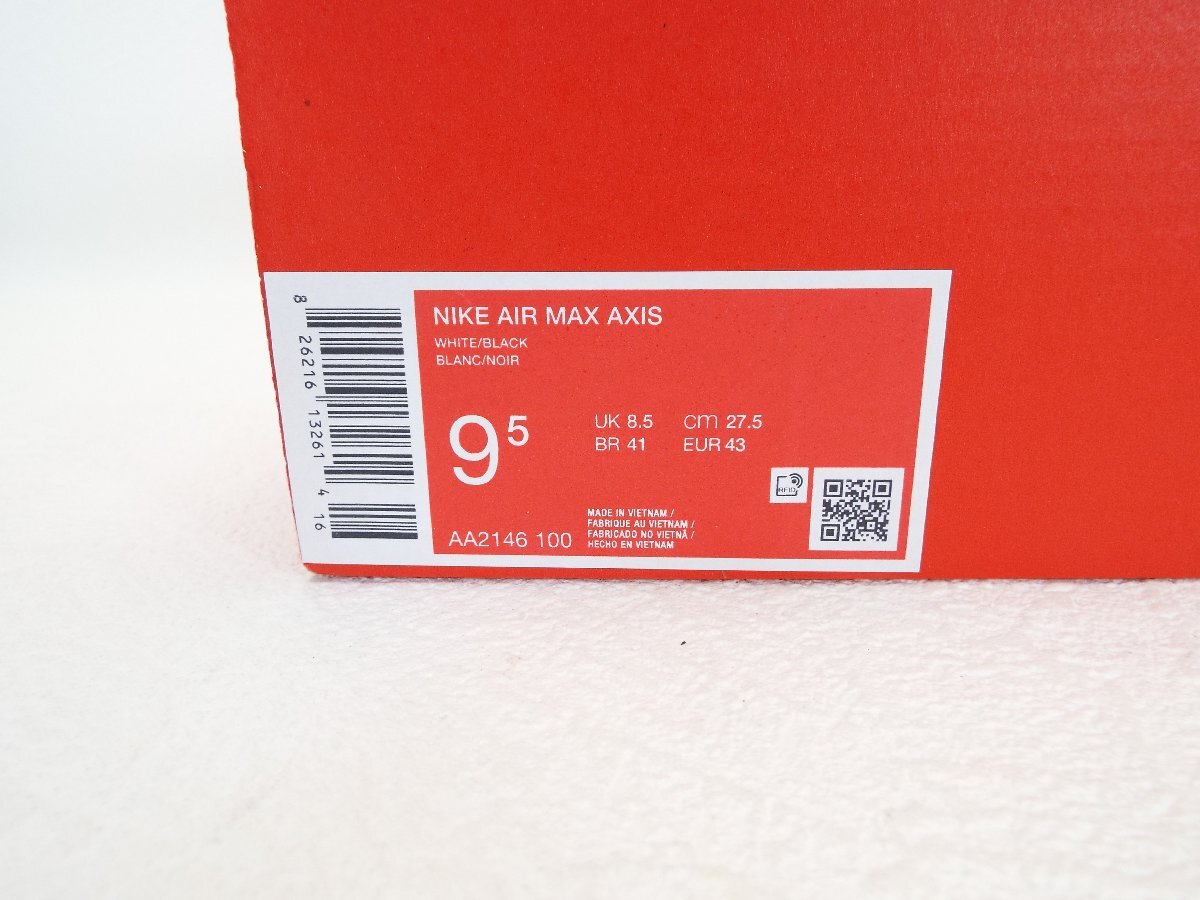 NIKE AIR MAX AXIS
WHITE/BLACK
BLANC/NOIR
9⁵
UK 8.5 cm 27.5
BR 41 EUR 43
RFID
AA2146 100
MADE IN VIETNAM /
FABRIQUE AU VIETNAM /
FABRICADO NO VIETNÃ /
HECHO EN VIETNAM
8 26216 13261 4 16